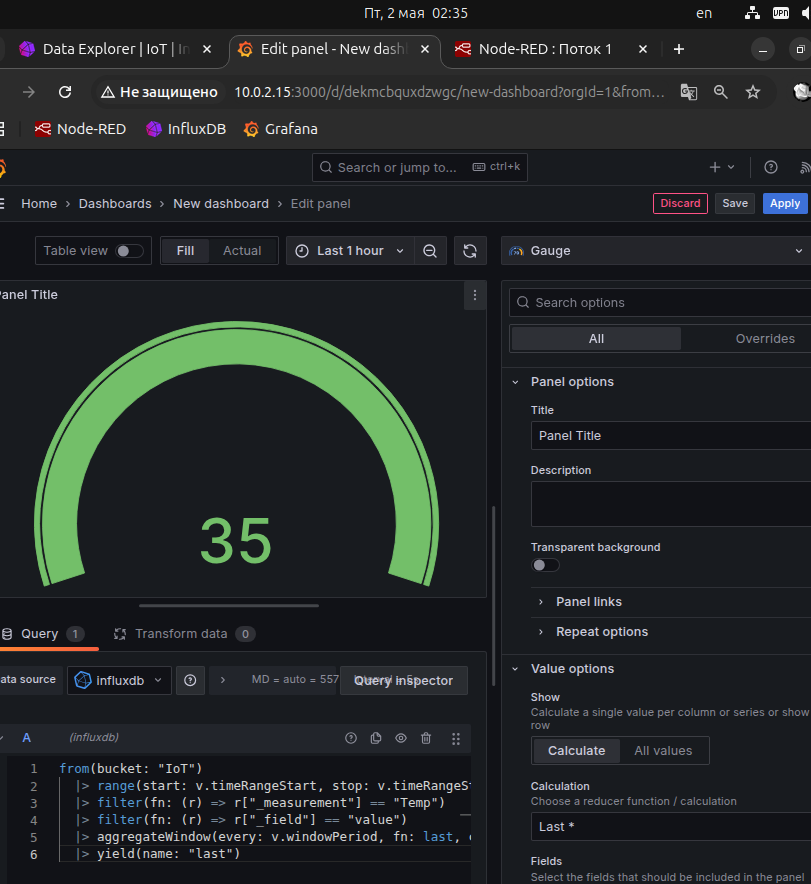 Пт, 2 мая 02:35
en
VPN
Data Explorer | IoT | In
Edit panel - New dash
Node-RED : Поток 1
Не защищено
10.0.2.15:3000/d/dekmcbquxdzwgc/new-dashboard?orgId=1&from...
Node-RED
InfluxDB
Grafana
Search or jump to...
ctrl+k
Home › Dashboards › New dashboard › Edit panel
Discard
Save
Apply
Table view
Fill
Actual
Last 1 hour
Gauge
anel Title
35
Search options
All
Overrides
Panel options
Title
Panel Title
Description
Transparent background
Panel links
Repeat options
Value options
Show
Calculate a single value per column or series or show
row
Calculate
All values
Calculation
Choose a reducer function / calculation
Last *
Fields
Select the fields that should be included in the panel
Query 1
Transform data 0
ata source
influxdb
MD = auto = 557
Query inspector
A
(influxdb)
1 from(bucket: "IoT")
2 |> range(start: v.timeRangeStart, stop: v.timeRangeSt
3 |> filter(fn: (r) => r["_measurement"] == "Temp")
4 |> filter(fn: (r) => r["_field"] == "value")
5 |> aggregateWindow(every: v.windowPeriod, fn: last, c
6 |> yield(name: "last")